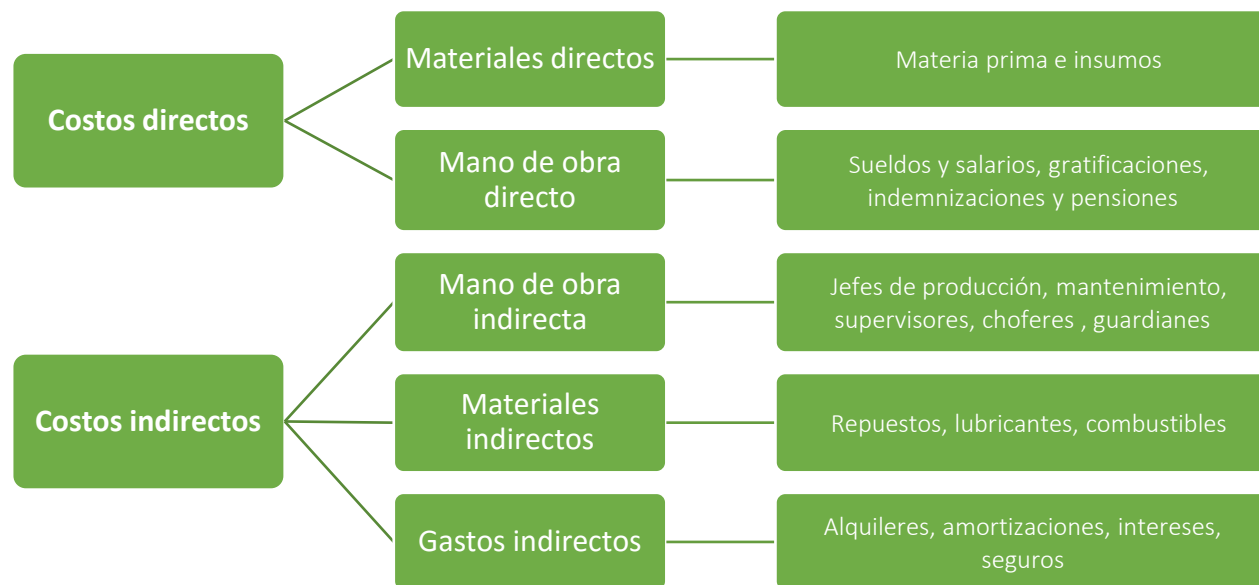 Costos directos
Materiales directos
Materia prima e insumos
Mano de obra
directo
Sueldos y salarios, gratificaciones,
indemnizaciones y pensiones
Costos indirectos
Mano de obra
indirecta
Jefes de producción, mantenimiento,
supervisores, choferes , guardianes
Materiales
indirectos
Repuestos, lubricantes, combustibles
Gastos indirectos
Alquileres, amortizaciones, intereses,
seguros